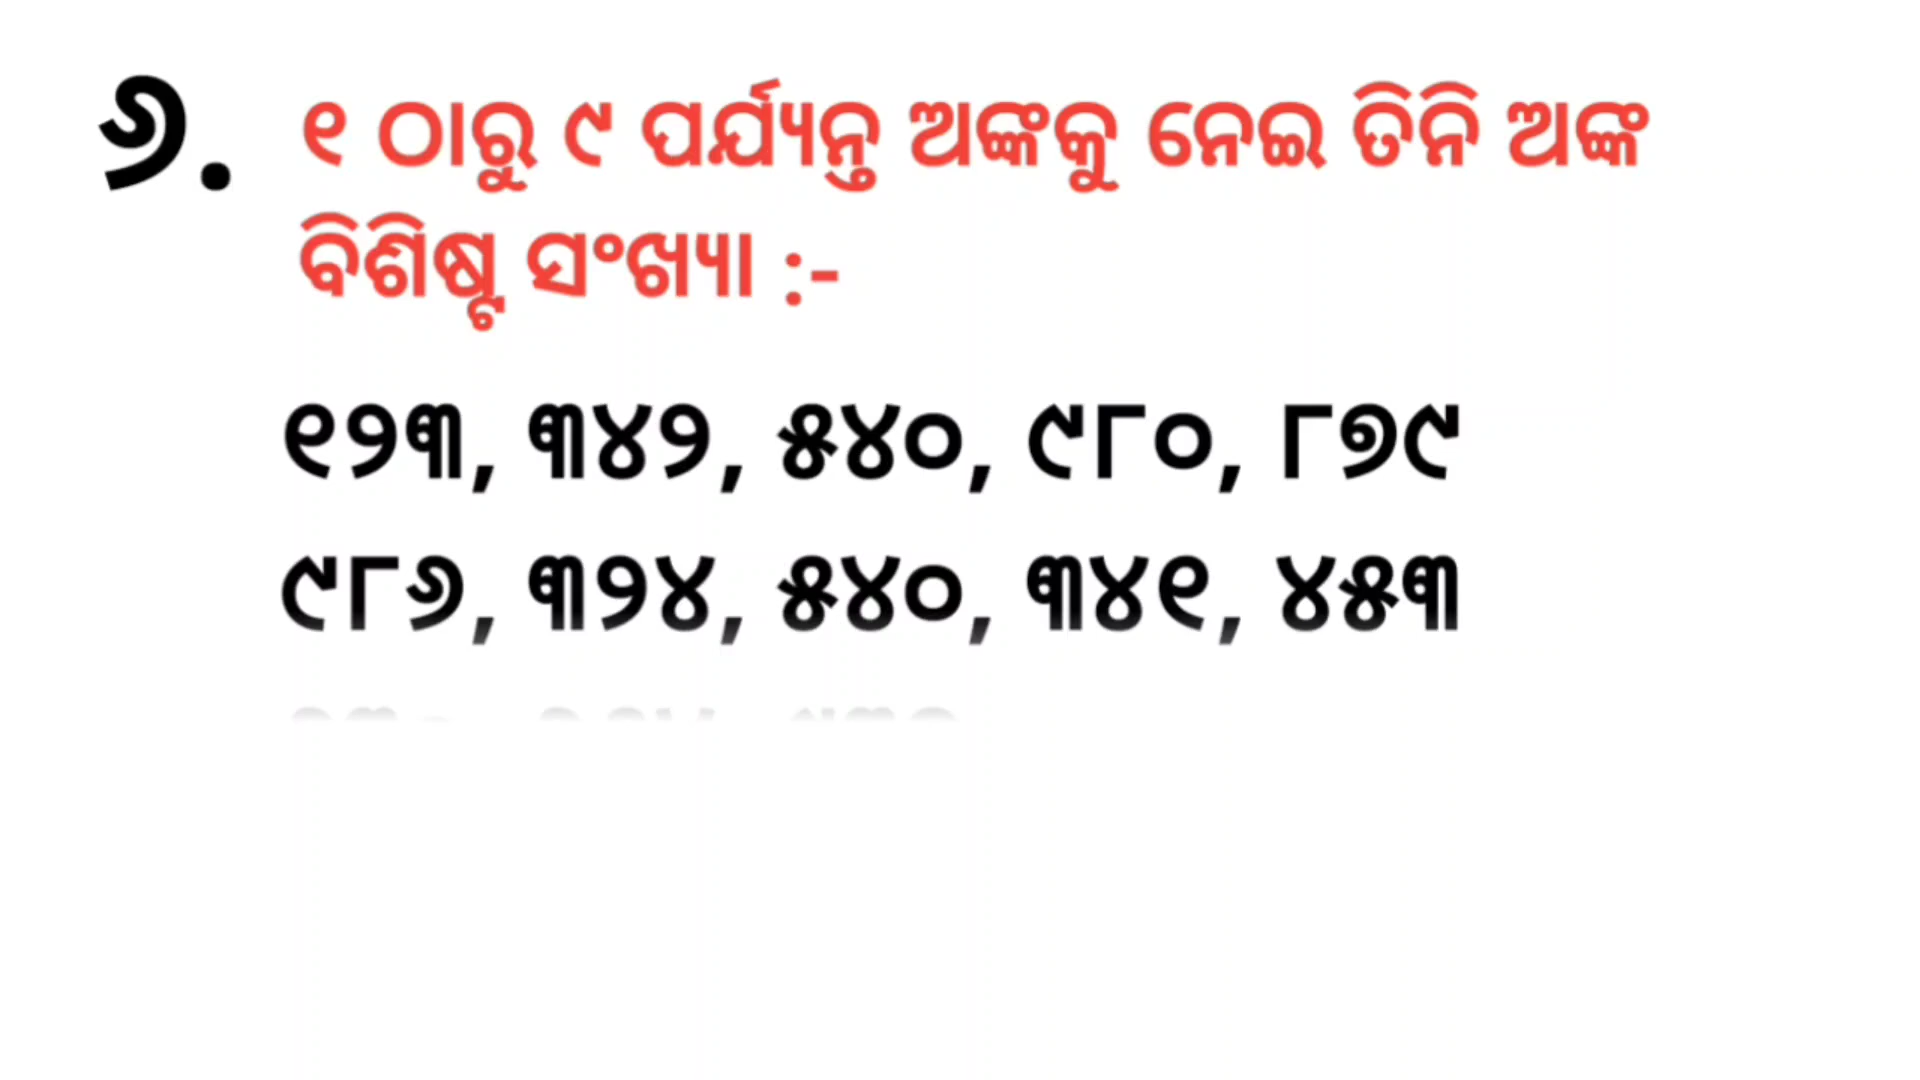 ୬. ୧ ଠାରୁ ୯ ପର୍ଯ୍ୟନ୍ତ ଅଙ୍କକୁ ନେଇ ତିନି ଅଙ୍କ
ବିଶିଷ୍ଟ ସଂଖ୍ୟା :-
୧୨୩, ୩୪୨, ୫୪୦, ୯୮୦, ୮୭୯
୯୮୬, ୩୨୪, ୫୪୦, ୩୪୧, ୪୫୩